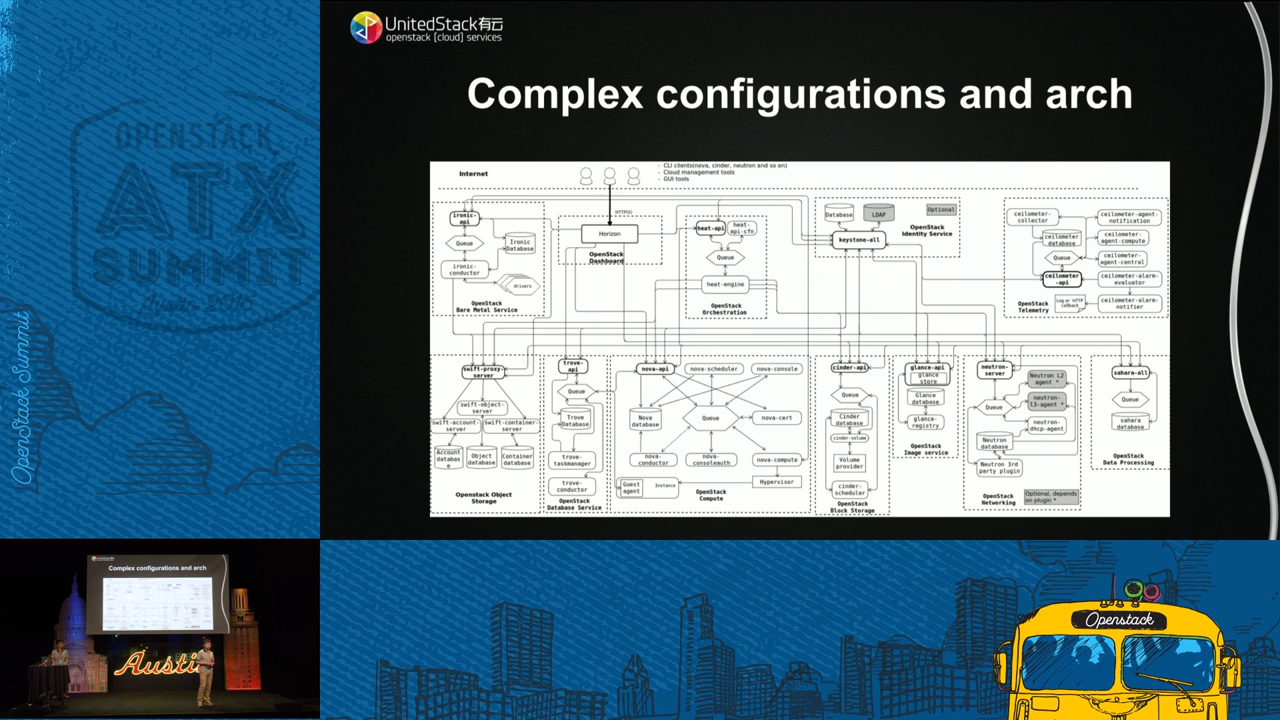 UnitedStack有云
openstack [cloud] services
Complex configurations and arch
Internet
- CLI clients(nova, cinder, neutron and so on)
- Cloud management tools
- GUI tools
ironic-
api
Queue
Ironic
Database
ironic-
conductor
drivers
OpenStack
Bare Metal Service
Horizon
OpenStack
Dashboard
heat-api
heat-
api-cfn
Queue
heat-engine
OpenStack
Orchestration
Database
LDAP
Optional
keystone-all
OpenStack
Identity Service
ceilometer-
collector
ceilometer-agent-
notification
ceilometer
database
ceilometer-
agent-compute
Queue
ceilometer-
agent-central
ceilometer
-api
ceilometer-alarm-
evaluator
Log or HTTP
callback
ceilometer-alarm-
notifier
OpenStack
Telemetry
swift-proxy-
server
swift-object-
server
swift-account-
server
swift-container-
server
Account
databas
e
Object
database
Container
database
Openstack Object
Storage
trove-
api
Queue
Trove
Database
trove-
taskmanager
trove-
conductor
OpenStack
Database Service
nova-api
nova-scheduler
nova-console
Nova
database
Queue
nova-cert
nova-
conductor
nova-
consoleauth
nova-compute
Guest
agent
Instance
Hypervisor
OpenStack
Compute
cinder-api
Queue
Cinder
database
cinder-volume
Volume
provider
cinder-
scheduler
OpenStack
Block Storage
glance-api
glance
store
Glance
database
glance-
registry
OpenStack
Image service
neutron-
server
Neutron L2
agent *
neutron-
l3-agent *
Queue
neutron-
dhcp-agent
Neutron
database
Neutron 3rd
party plugin
OpenStack
Networking
Optional, depends
on plugin *
sahara-all
Queue
sahara
database
OpenStack
Data Processing
OPENSTACK
ATX
OpenStack Summit
Complex configurations and arch
Austin
Openstack